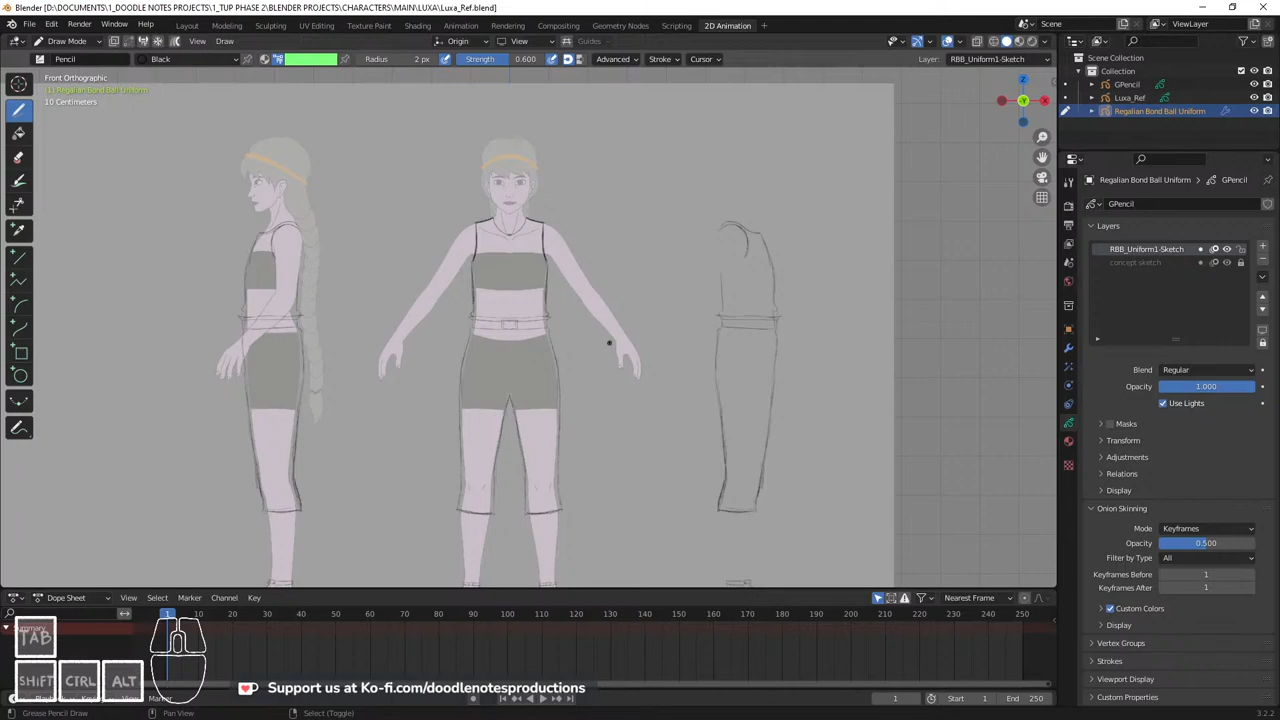 Blender [D:\DOCUMENTS\1_DOODLE NOTES PROJECTS\1_TUP PHASE 2\BLENDER PROJECTS\CHARACTERS\MAIN\LUXA\Luxa_Ref.blend]
File Edit Render Window Help Layout Modeling Sculpting UV Editing Texture Paint Shading Animation Rendering Compositing Geometry Nodes Scripting 2D Animation Scene ViewLayer
Draw Mode View Draw Origin View Guides
Pencil Black Radius 2 px Strength 0.600 Advanced Stroke Cursor Layer: RBB_Uniform1-Sketch
Front Orthographic
(1) Regalian Bond Ball Uniform
10 Centimeters
Z
Y
X
Scene Collection
Collection
GPencil
Luxa_Ref
Regalian Bond Ball Uniform
Regalian Bond Ball Uniform GPencil
GPencil
Layers
RBB_Uniform1-Sketch
concept sketch
Blend Regular
Opacity 1.000
Use Lights
Masks
Transform
Adjustments
Relations
Display
Onion Skinning
Mode Keyframes
Opacity 0.500
Filter by Type All
Keyframes Before 1
Keyframes After 1
Custom Colors
Display
Vertex Groups
Strokes
Viewport Display
Custom Properties
Dope Sheet View Select Marker Channel Key Nearest Frame
1 10 20 30 40 50 60 70 80 90 100 110 120 130 140 150 160 170 180 190 200 210 220 230 240 250
Summary
TAB
SHIFT CTRL ALT
Support us at Ko-fi.com/doodlenotesproductions
Playback Marker 1 Start 1 End 250
Grease Pencil Draw Pan View Select (Toggle) 3.2.2